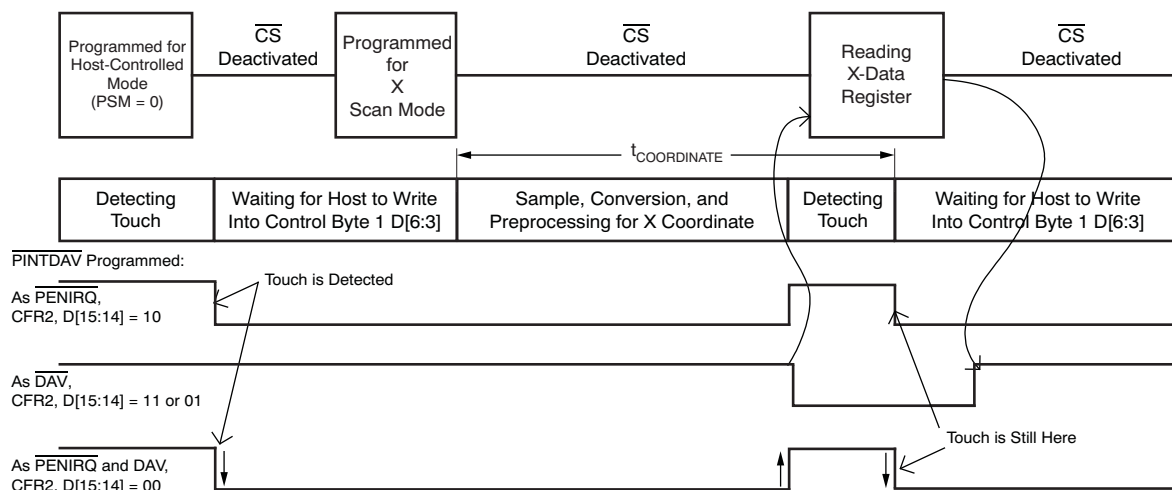 Programmed for
Host-Controlled
Mode
(PSM = 0)
CS
Deactivated
Programmed
for
X
Scan Mode
CS
Deactivated
Reading
X-Data
Register
CS
Deactivated
tCOORDINATE
Detecting
Touch
Waiting for Host to Write
Into Control Byte 1 D[6:3]
Sample, Conversion, and
Preprocessing for X Coordinate
Detecting
Touch
Waiting for Host to Write
Into Control Byte 1 D[6:3]
PINTDAV Programmed:
Touch is Detected
As PENIRQ,
CFR2, D[15:14] = 10
As DAV,
CFR2, D[15:14] = 11 or 01
Touch is Still Here
As PENIRQ and DAV,
CFR2, D[15:14] = 00